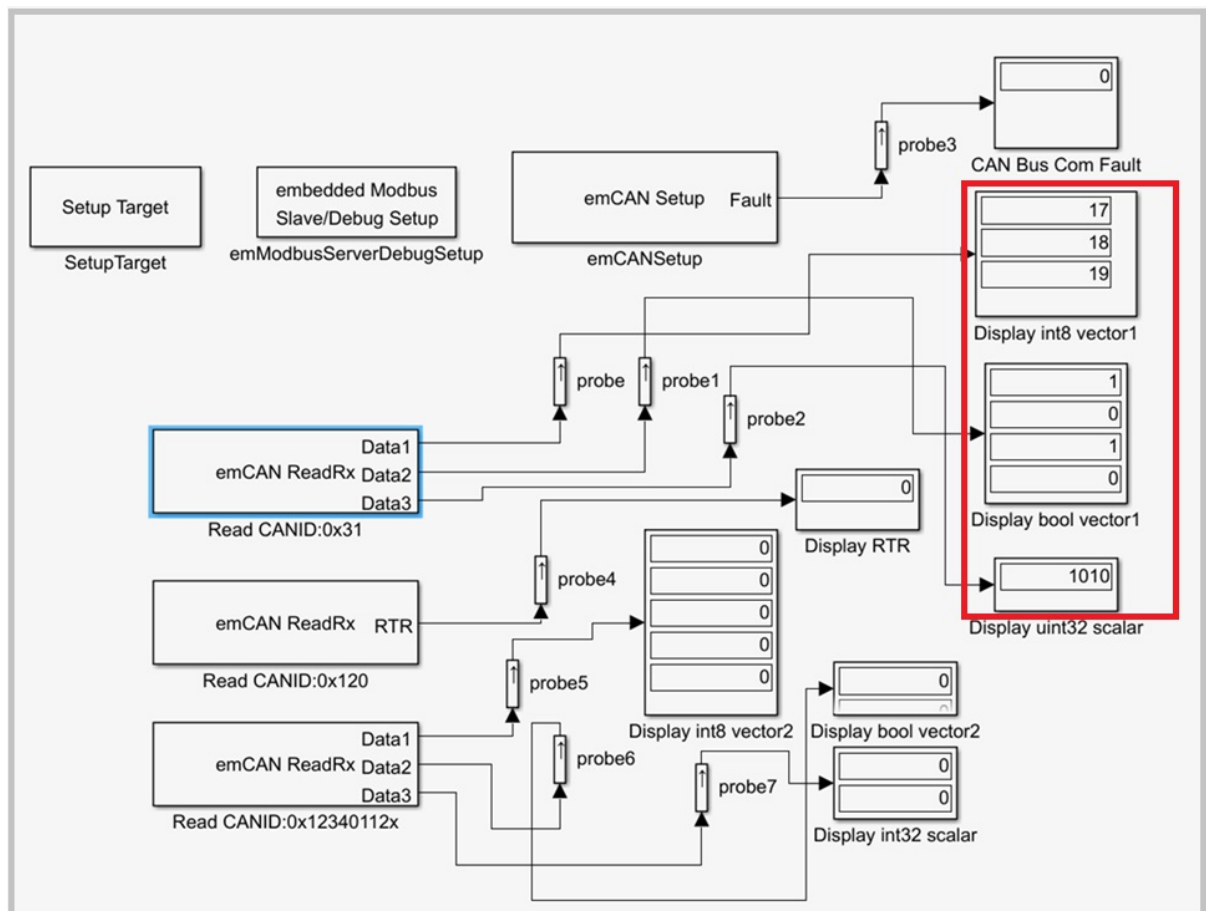 0
CAN Bus Com Fault
probe3
Setup Target
SetupTarget
embedded Modbus
Slave/Debug Setup
emModbusServerDebugSetup
emCAN Setup Fault
emCANSetup
17
18
19
Display int8 vector1
probe
probe1
probe2
1
0
1
0
Display bool vector1
Data1
emCAN ReadRx Data2
Data3
Read CANID:0x31
0
Display RTR
1010
Display uint32 scalar
probe4
emCAN ReadRx RTR
Read CANID:0x120
probe5
0
0
0
0
0
Display int8 vector2
0
Display bool vector2
Data1
emCAN ReadRx Data2
Data3
Read CANID:0x12340112x
probe6
probe7
0
0
Display int32 scalar